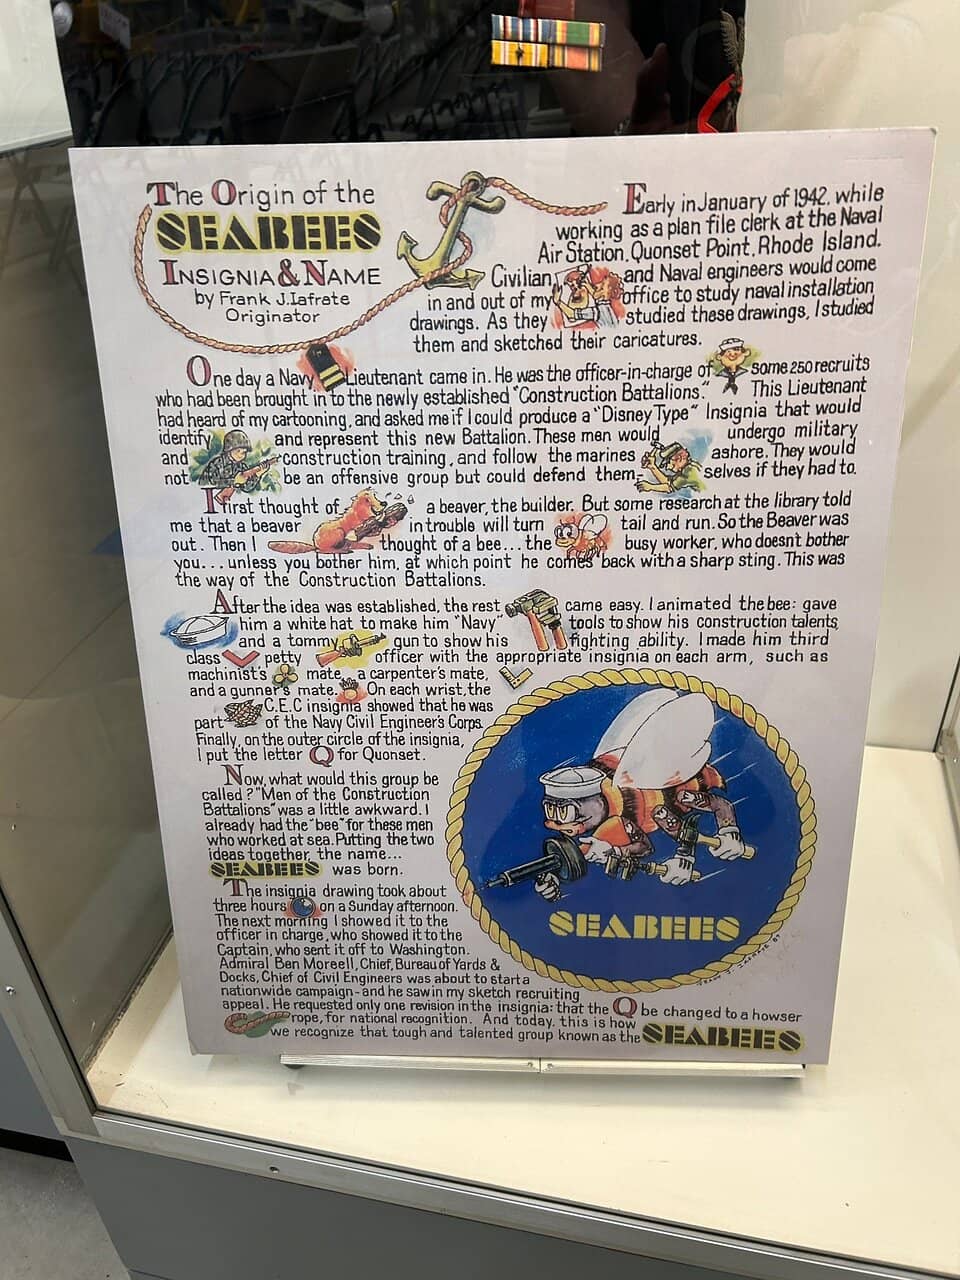 The Origin of the
SEABEES
INSIGNIA & NAME
by Frank J. Iafrate
Originator
Early in January of 1942, while
working as a plan file clerk at the Naval
Air Station, Quonset Point, Rhode Island.
Civilian and Naval engineers would come
in and out of my office to study naval installation
drawings. As they studied these drawings, I studied
them and sketched their caricatures.
One day a Navy Lieutenant came in. He was the officer-in-charge of some 250 recruits
who had been brought in to the newly established "Construction Battalions." This Lieutenant
had heard of my cartooning, and asked me if I could produce a "Disney Type" Insignia that would
identify and represent this new Battalion. These men would undergo military
and construction training, and follow the marines ashore. They would
not be an offensive group but could defend them- selves if they had to.
I first thought of a beaver, the builder. But some research at the library told
me that a beaver in trouble will turn tail and run. So the Beaver was
out. Then I thought of a bee... the busy worker, who doesn't bother
you... unless you bother him, at which point he comes back with a sharp sting. This was
the way of the Construction Battalions.
After the idea was established, the rest came easy. I animated the bee: gave
him a white hat to make him "Navy" tools to show his construction talents,
and a tommy gun to show his fighting ability. I made him third
class petty officer with the appropriate insignia on each arm, such as
machinist's mate, a carpenter's mate,
and a gunner's mate. On each wrist, the
C.E.C insignia showed that he was
part of the Navy Civil Engineer's Corps.
Finally, on the outer circle of the insignia,
I put the letter Q for Quonset.
Now, what would this group be
called? "Men of the Construction
Battalions" was a little awkward. I
already had the "bee" for these men
who worked at sea. Putting the two
ideas together, the name...
SEABEES was born.
The insignia drawing took about
three hours on a Sunday afternoon.
The next morning I showed it to the
officer in charge, who showed it to the
Captain, who sent it off to Washington.
Admiral Ben Moreell, Chief, Bureau of Yards &
Docks, Chief of Civil Engineers was about to start a
nationwide campaign-and he saw in my sketch recruiting
appeal. He requested only one revision in the insignia: that the Q be changed to a howser
rope, for national recognition. And today, this is how
we recognize that tough and talented group known as the SEABEES
SEABEES
FRANK J. IAFRATE 87